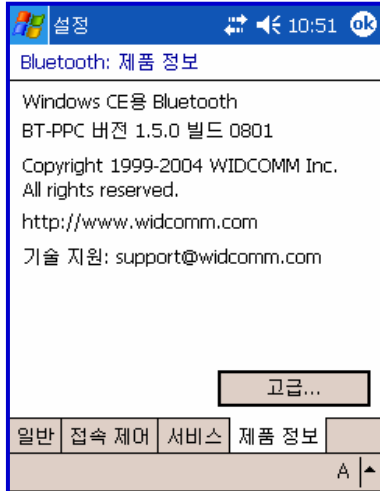 설정 10:51 ok
Bluetooth: 제품 정보
Windows CE용 Bluetooth
BT-PPC 버전 1.5.0 빌드 0801
Copyright 1999-2004 WIDCOMM Inc.
All rights reserved.
http://www.widcomm.com
기술 지원: support@widcomm.com
고급...
일반 접속 제어 서비스 제품 정보
A